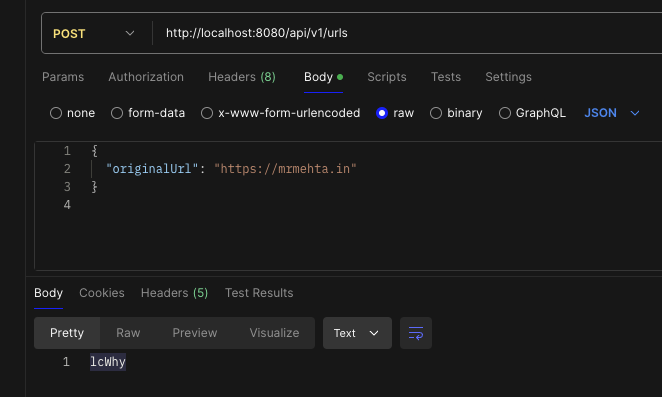 POST http://localhost:8080/api/v1/urls
Params Authorization Headers (8) Body Scripts Tests Settings
none form-data x-www-form-urlencoded raw binary GraphQL JSON
1 {
2 "originalUrl": "https://mrmehta.in"
3 }
4
Body Cookies Headers (5) Test Results
Pretty Raw Preview Visualize Text
1 lcWhy